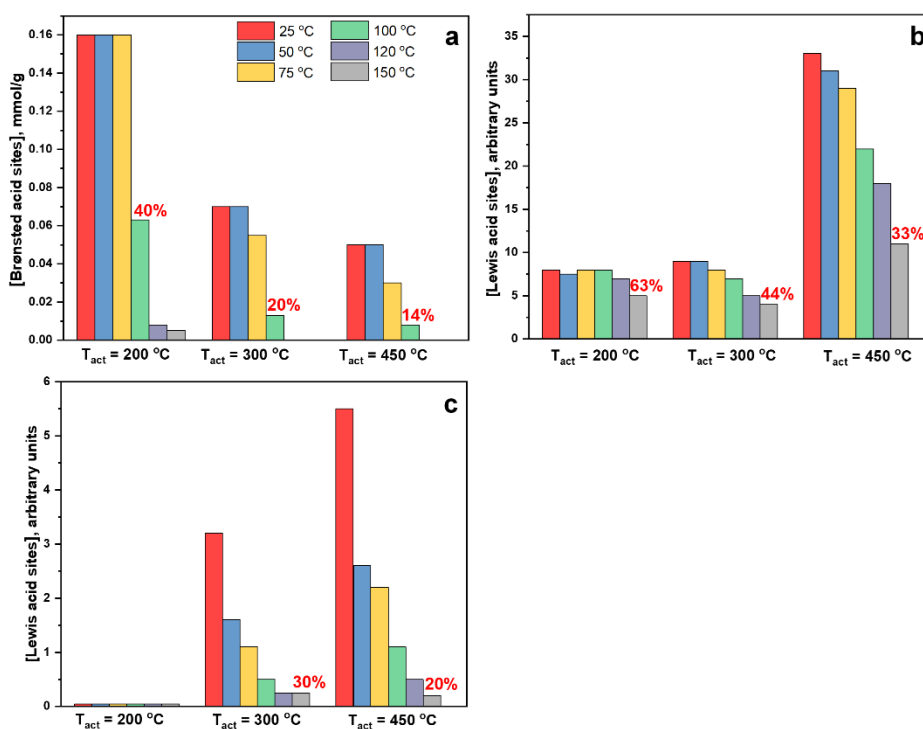 a
25 °C 100 °C
50 °C 120 °C
75 °C 150 °C
[Brønsted acid sites], mmol/g
0.16
0.14
0.12
0.10
0.08
0.06
0.04
0.02
0.00
40%
20%
14%
T_act = 200 °C T_act = 300 °C T_act = 450 °C
b
[Lewis acid sites], arbitrary units
35
30
25
20
15
10
5
0
63%
44%
33%
T_act = 200 °C T_act = 300 °C T_act = 450 °C
c
[Lewis acid sites], arbitrary units
6
5
4
3
2
1
0
30%
20%
T_act = 200 °C T_act = 300 °C T_act = 450 °C